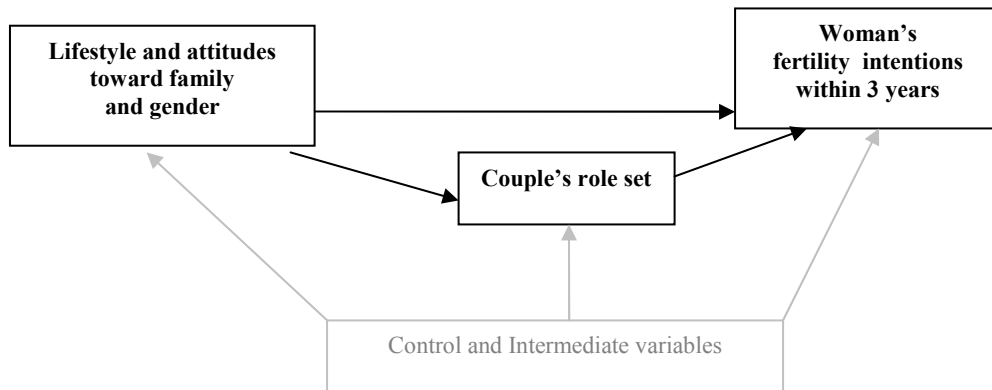 Lifestyle and attitudes
toward family
and gender
Woman’s
fertility  intentions
within 3 years
Couple’s role set
Control and Intermediate variables